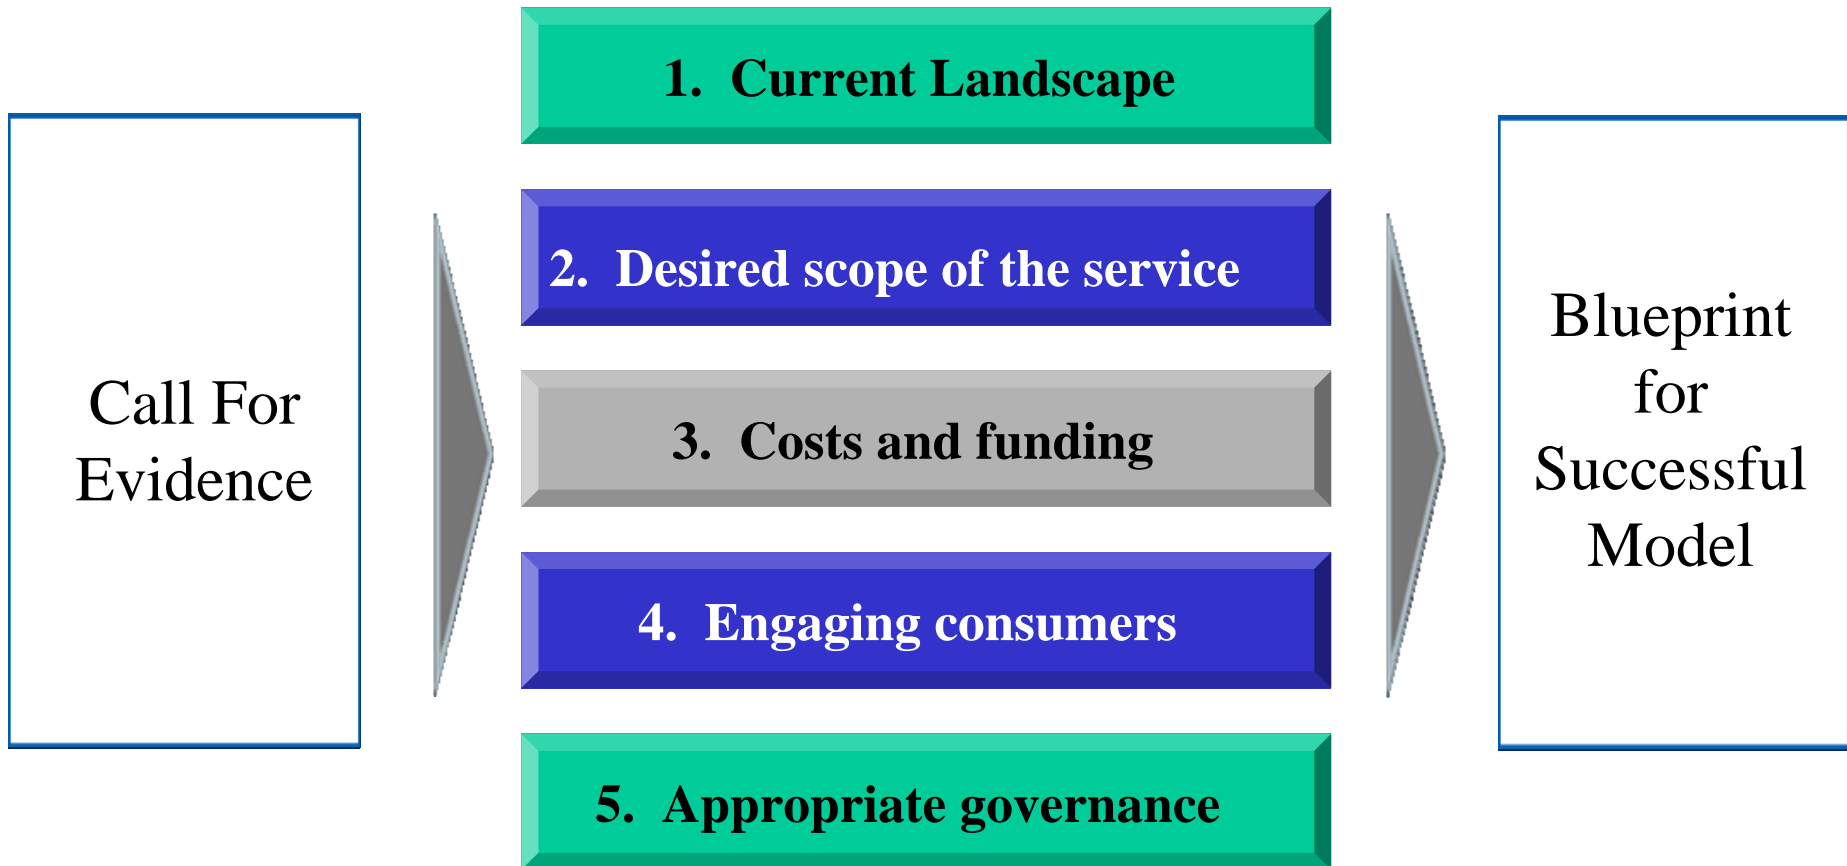 Call For
Evidence
1. Current Landscape
2. Desired scope of the service
3. Costs and funding
4. Engaging consumers
5. Appropriate governance
Blueprint
for
Successful
Model